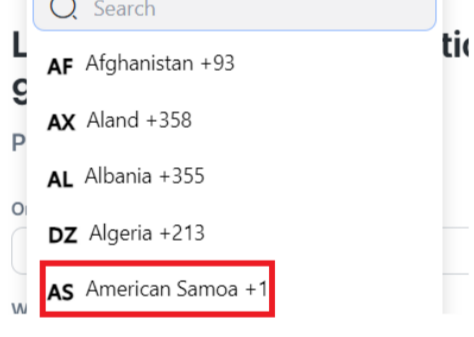 Search
AF Afghanistan +93
AX Aland +358
AL Albania +355
DZ Algeria +213
AS American Samoa +1